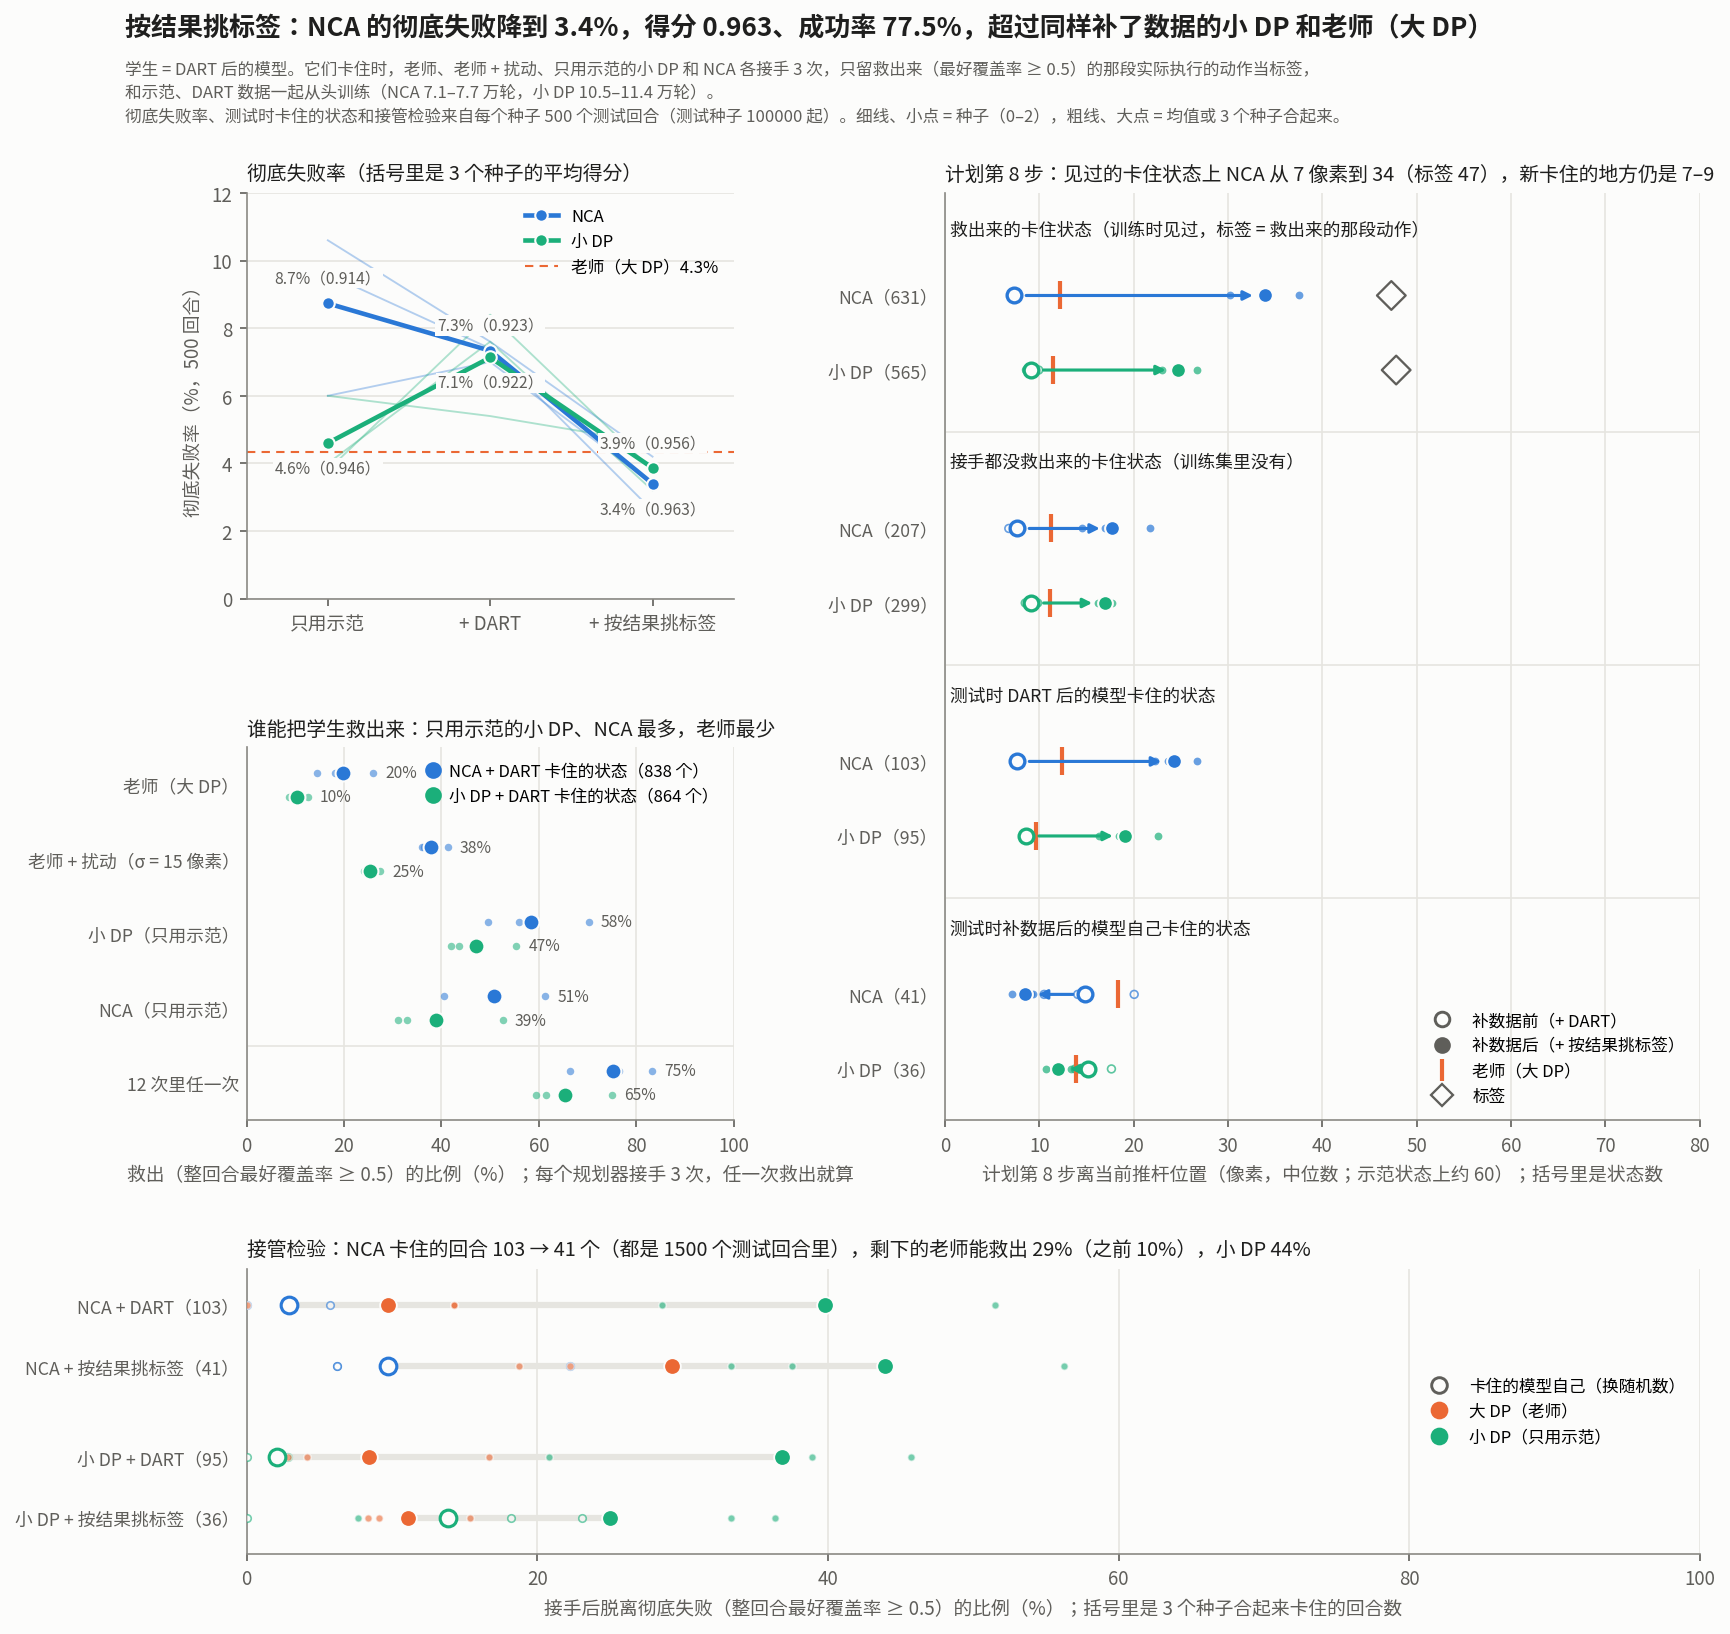 按结果挑标签：NCA 的彻底失败降到 3.4%，得分 0.963、成功率 77.5%，超过同样补了数据的小 DP 和老师（大 DP）
学生 = DART 后的模型。它们卡住时，老师、老师 + 扰动、只用示范的小 DP 和 NCA 各接手 3 次，只留救出来（最好覆盖率 ≥ 0.5）的那段实际执行的动作当标签，
和示范、DART 数据一起从头训练（NCA 7.1–7.7 万轮，小 DP 10.5–11.4 万轮）。
彻底失败率、测试时卡住的状态和接管检验来自每个种子 500 个测试回合（测试种子 100000 起）。细线、小点 = 种子（0–2），粗线、大点 = 均值或 3 个种子合起来。
彻底失败率（括号里是 3 个种子的平均得分）
彻底失败率（%，500 回合）
12
10
8
6
4
2
0
NCA
小 DP
老师（大 DP）4.3%
8.7%（0.914）
7.3%（0.923）
7.1%（0.922）
4.6%（0.946）
3.9%（0.956）
3.4%（0.963）
只用示范
+ DART
+ 按结果挑标签
谁能把学生救出来：只用示范的小 DP、NCA 最多，老师最少
NCA + DART 卡住的状态（838 个）
小 DP + DART 卡住的状态（864 个）
老师（大 DP）
20%
10%
老师 + 扰动（σ = 15 像素）
38%
25%
小 DP（只用示范）
58%
47%
NCA（只用示范）
51%
39%
12 次里任一次
75%
65%
0 20 40 60 80 100
救出（整回合最好覆盖率 ≥ 0.5）的比例（%）；每个规划器接手 3 次，任一次救出就算
计划第 8 步：见过的卡住状态上 NCA 从 7 像素到 34（标签 47），新卡住的地方仍是 7–9
救出来的卡住状态（训练时见过，标签 = 救出来的那段动作）
NCA（631）
小 DP（565）
接手都没救出来的卡住状态（训练集里没有）
NCA（207）
小 DP（299）
测试时 DART 后的模型卡住的状态
NCA（103）
小 DP（95）
测试时补数据后的模型自己卡住的状态
NCA（41）
小 DP（36）
补数据前（+ DART）
补数据后（+ 按结果挑标签）
老师（大 DP）
标签
0 10 20 30 40 50 60 70 80
计划第 8 步离当前推杆位置（像素，中位数；示范状态上约 60）；括号里是状态数
接管检验：NCA 卡住的回合 103 → 41 个（都是 1500 个测试回合里），剩下的老师能救出 29%（之前 10%），小 DP 44%
NCA + DART（103）
NCA + 按结果挑标签（41）
小 DP + DART（95）
小 DP + 按结果挑标签（36）
卡住的模型自己（换随机数）
大 DP（老师）
小 DP（只用示范）
0 20 40 60 80 100
接手后脱离彻底失败（整回合最好覆盖率 ≥ 0.5）的比例（%）；括号里是 3 个种子合起来卡住的回合数